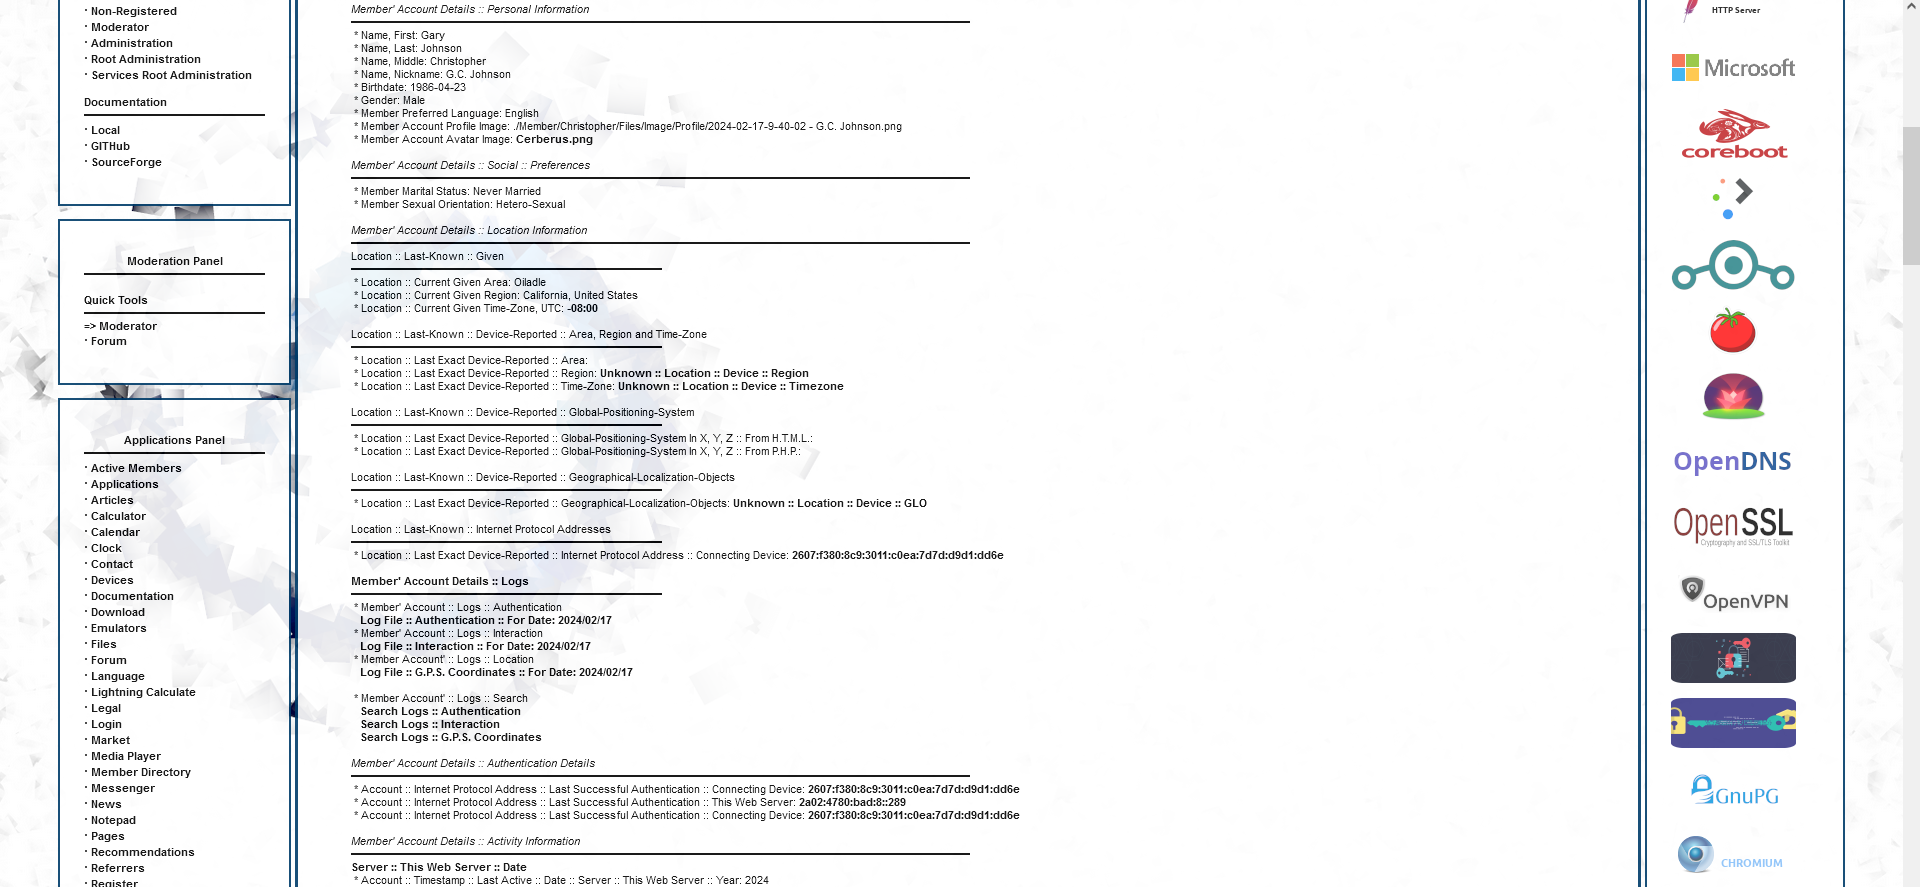 · Non-Registered
· Moderator
· Administration
· Root Administration
· Services Root Administration
Documentation
· Local
· GITHub
· SourceForge
Moderation Panel
Quick Tools
=> Moderator
· Forum
Applications Panel
· Active Members
· Applications
· Articles
· Calculator
· Calendar
· Clock
· Contact
· Devices
· Documentation
· Download
· Emulators
· Files
· Forum
· Language
· Lightning Calculate
· Legal
· Login
· Market
· Media Player
· Member Directory
· Messenger
· News
· Notepad
· Pages
· Recommendations
· Referrers
· Register
Member' Account Details :: Personal Information
* Name, First: Gary
* Name, Last: Johnson
* Name, Middle: Christopher
* Name, Nickname: G.C. Johnson
* Birthdate: 1986-04-23
* Gender: Male
* Member Preferred Language: English
* Member Account Profile Image: ./Member/Christopher/Files/Image/Profile/2024-02-17-9-40-02 - G.C. Johnson.png
* Member Account Avatar Image: Cerberus.png
Member' Account Details :: Social :: Preferences
* Member Marital Status: Never Married
* Member Sexual Orientation: Hetero-Sexual
Member' Account Details :: Location Information
Location :: Last-Known :: Given
* Location :: Current Given Area: Oiladle
* Location :: Current Given Region: California, United States
* Location :: Current Given Time-Zone, UTC: -08:00
Location :: Last-Known :: Device-Reported :: Area, Region and Time-Zone
* Location :: Last Exact Device-Reported :: Area:
* Location :: Last Exact Device-Reported :: Region: Unknown :: Location :: Device :: Region
* Location :: Last Exact Device-Reported :: Time-Zone: Unknown :: Location :: Device :: Timezone
Location :: Last-Known :: Device-Reported :: Global-Positioning-System
* Location :: Last Exact Device-Reported :: Global-Positioning-System In X, Y, Z :: From H.T.M.L.:
* Location :: Last Exact Device-Reported :: Global-Positioning-System In X, Y, Z :: From P.H.P.:
Location :: Last-Known :: Device-Reported :: Geographical-Localization-Objects
* Location :: Last Exact Device-Reported :: Geographical-Localization-Objects: Unknown :: Location :: Device :: GLO
Location :: Last-Known :: Internet Protocol Addresses
* Location :: Last Exact Device-Reported :: Internet Protocol Address :: Connecting Device: 2607:f380:8c9:3011:c0ea:7d7d:d9d1:dd6e
Member' Account Details :: Logs
* Member' Account :: Logs :: Authentication
Log File :: Authentication :: For Date: 2024/02/17
* Member' Account :: Logs :: Interaction
Log File :: Interaction :: For Date: 2024/02/17
* Member Account' :: Logs :: Location
Log File :: G.P.S. Coordinates :: For Date: 2024/02/17
* Member Account' :: Logs :: Search
Search Logs :: Authentication
Search Logs :: Interaction
Search Logs :: G.P.S. Coordinates
Member' Account Details :: Authentication Details
* Account :: Internet Protocol Address :: Last Successful Authentication :: Connecting Device: 2607:f380:8c9:3011:c0ea:7d7d:d9d1:dd6e
* Account :: Internet Protocol Address :: Last Successful Authentication :: This Web Server: 2a02:4780:bad:8::289
* Account :: Internet Protocol Address :: Last Successful Authentication :: Connecting Device: 2607:f380:8c9:3011:c0ea:7d7d:d9d1:dd6e
Member' Account Details :: Activity Information
Server :: This Web Server :: Date
* Account :: Timestamp :: Last Active :: Date :: Server :: This Web Server :: Year: 2024
HTTP Server
Microsoft
coreboot
OpenDNS
OpenSSL
Cryptography and SSL/TLS Toolkit
OpenVPN
GnuPG
CHROMIUM